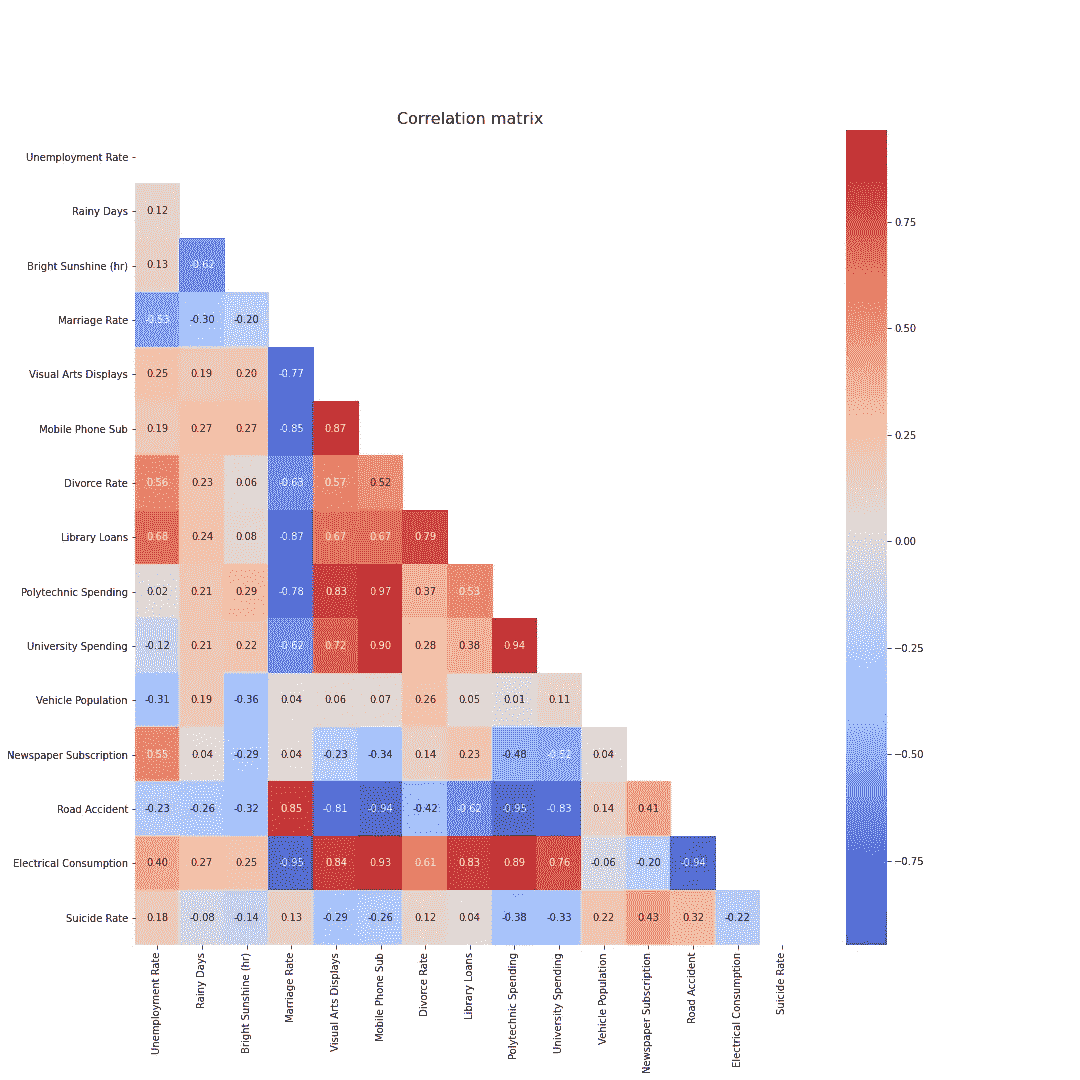 Correlation matrix
Unemployment Rate
Rainy Days 0.12
Bright Sunshine (hr) 0.13 -0.62
Marriage Rate -0.53 -0.30 -0.20
Visual Arts Displays 0.25 0.19 0.20 -0.77
Mobile Phone Sub 0.19 0.27 0.27 -0.85 0.87
Divorce Rate 0.56 0.23 0.06 -0.63 0.57 0.52
Library Loans 0.68 0.24 0.08 -0.87 0.67 0.67 0.79
Polytechnic Spending 0.02 0.21 0.29 -0.78 0.83 0.97 0.37 0.53
University Spending -0.12 0.21 0.22 -0.62 0.72 0.90 0.28 0.38 0.94
Vehicle Population -0.31 0.19 -0.36 0.04 0.06 0.07 0.26 0.05 0.01 0.11
Newspaper Subscription 0.55 0.04 -0.29 0.04 -0.23 -0.34 0.14 0.23 -0.48 -0.52 0.04
Road Accident -0.23 -0.26 -0.32 0.85 -0.81 -0.94 -0.42 -0.62 -0.95 -0.83 0.14 0.41
Electrical Consumption 0.40 0.27 0.25 -0.95 0.84 0.93 0.61 0.83 0.89 0.76 -0.06 -0.20 -0.94
Suicide Rate 0.18 -0.08 -0.14 0.13 -0.29 -0.26 0.12 0.04 -0.38 -0.33 0.22 0.43 0.32 -0.22
Unemployment Rate
Rainy Days
Bright Sunshine (hr)
Marriage Rate
Visual Arts Displays
Mobile Phone Sub
Divorce Rate
Library Loans
Polytechnic Spending
University Spending
Vehicle Population
Newspaper Subscription
Road Accident
Electrical Consumption
Suicide Rate
0.75
0.50
0.25
0.00
−0.25
−0.50
−0.75